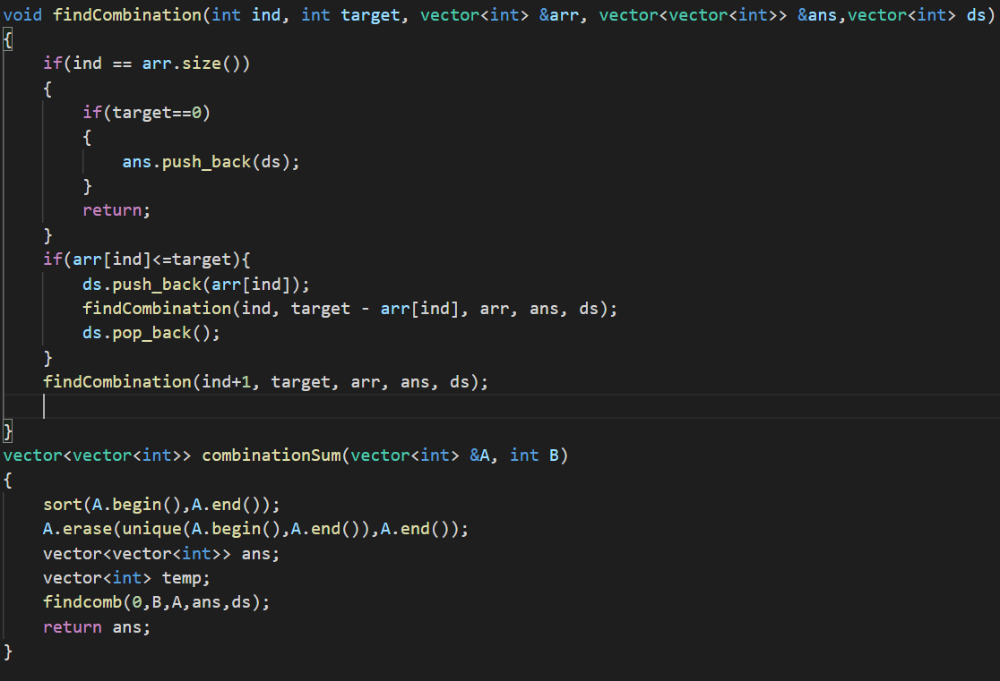 void findCombination(int ind, int target, vector<int> &arr, vector<vector<int>> &ans,vector<int> ds)
{
    if(ind == arr.size())
    {
        if(target==0)
        {
            ans.push_back(ds);
        }
        return;
    }
    if(arr[ind]<=target){
        ds.push_back(arr[ind]);
        findCombination(ind, target - arr[ind], arr, ans, ds);
        ds.pop_back();
    }
    findCombination(ind+1, target, arr, ans, ds);
}
vector<vector<int>> combinationSum(vector<int> &A, int B)
{
    sort(A.begin(),A.end());
    A.erase(unique(A.begin(),A.end()),A.end());
    vector<vector<int>> ans;
    vector<int> temp;
    findcomb(0,B,A,ans,ds);
    return ans;
}